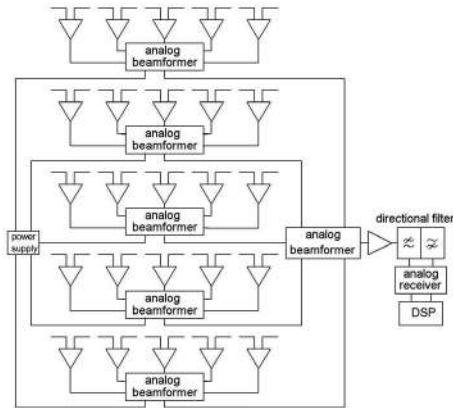 analog
beamformer
analog
beamformer
analog
beamformer
power
supply
analog
beamformer
directional filter
analog
receiver
DSP
analog
beamformer
analog
beamformer